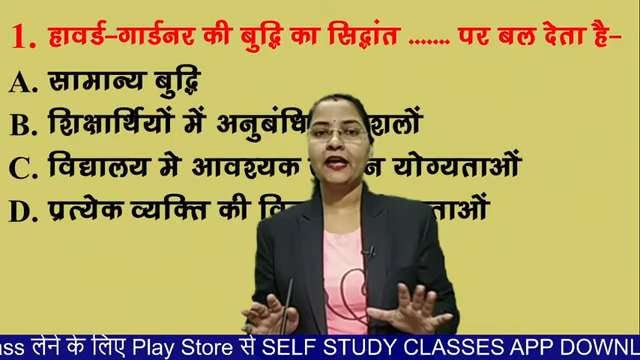 1. हावर्ड-गार्डनर की बुद्धि का सिद्धांत ....... पर बल देता है-
A. सामान्य बुद्धि
B. शिक्षार्थियों में
C. विद्यालय मे आवश्यक योग्यताओं
D. प्रत्येक व्यक्ति की
लेने के लिए Play Store से SELF STUDY CLASSES APP